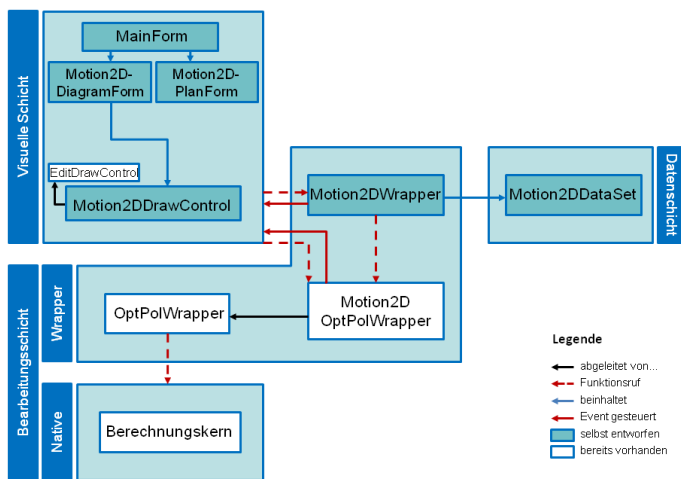 Visuelle Schicht
MainForm
Motion2D-
DiagramForm
Motion2D-
PlanForm
EditDrawControl
Motion2DDrawControl
Motion2DWrapper
Motion2DDataSet
Datenschicht
Bearbeitungsschicht
Wrapper
OptPolWrapper
Motion2D
OptPolWrapper
Native
Berechnungskern
Legende
abgeleitet von...
Funktionsruf
beinhaltet
Event gesteuert
selbst entworfen
bereits vorhanden